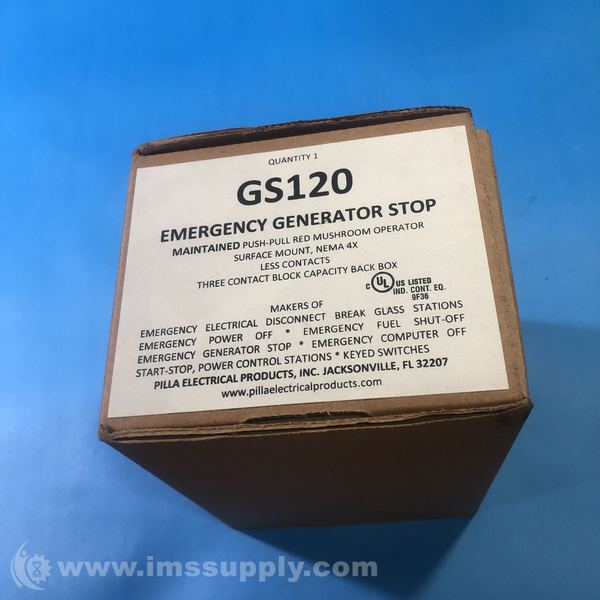 QUANTITY 1
GS120
EMERGENCY GENERATOR STOP
MAINTAINED PUSH-PULL RED MUSHROOM OPERATOR
SURFACE MOUNT, NEMA 4X
LESS CONTACTS
THREE CONTACT BLOCK CAPACITY BACK BOX
C UL US LISTED
IND. CONT. EQ.
9F36
MAKERS OF
EMERGENCY ELECTRICAL DISCONNECT BREAK GLASS STATIONS
EMERGENCY POWER OFF * EMERGENCY FUEL SHUT-OFF
EMERGENCY GENERATOR STOP * EMERGENCY COMPUTER OFF
START-STOP, POWER CONTROL STATIONS * KEYED SWITCHES
PILLA ELECTRICAL PRODUCTS, INC. JACKSONVILLE, FL 32207
www.pillaelectricalproducts.com
www.imssupply.com